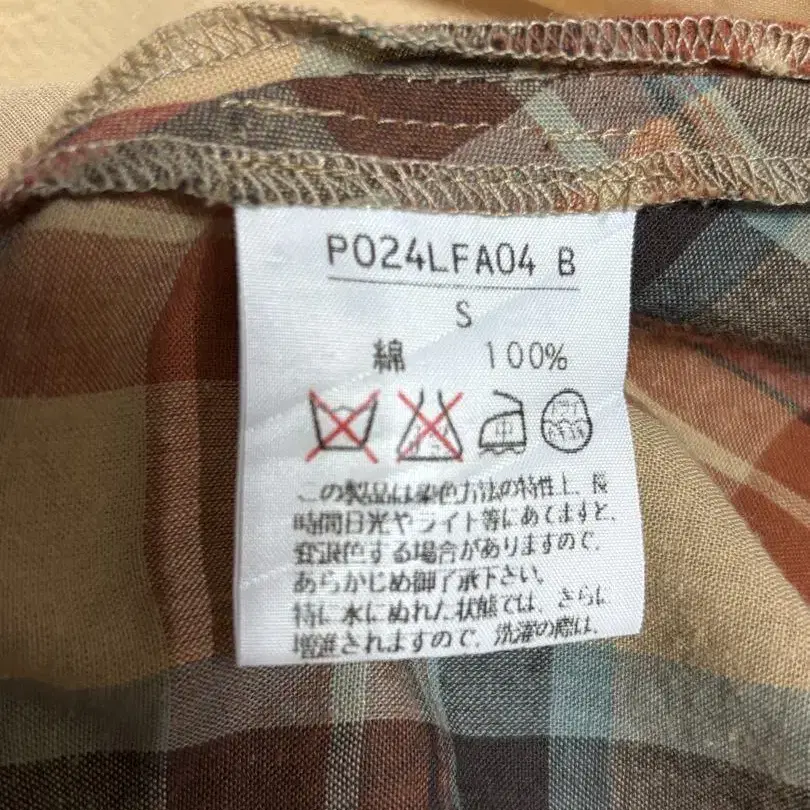 P024LFA04 B
S
綿 100%
中
ドライ
この製品は染色方法の特性上、長
時間日光やライト等にあてますと、
変退色する場合がありますので、
あらかじめ御了承下さい。
特に水にぬれた状態では、さらに
増進されますので、洗濯の際は、